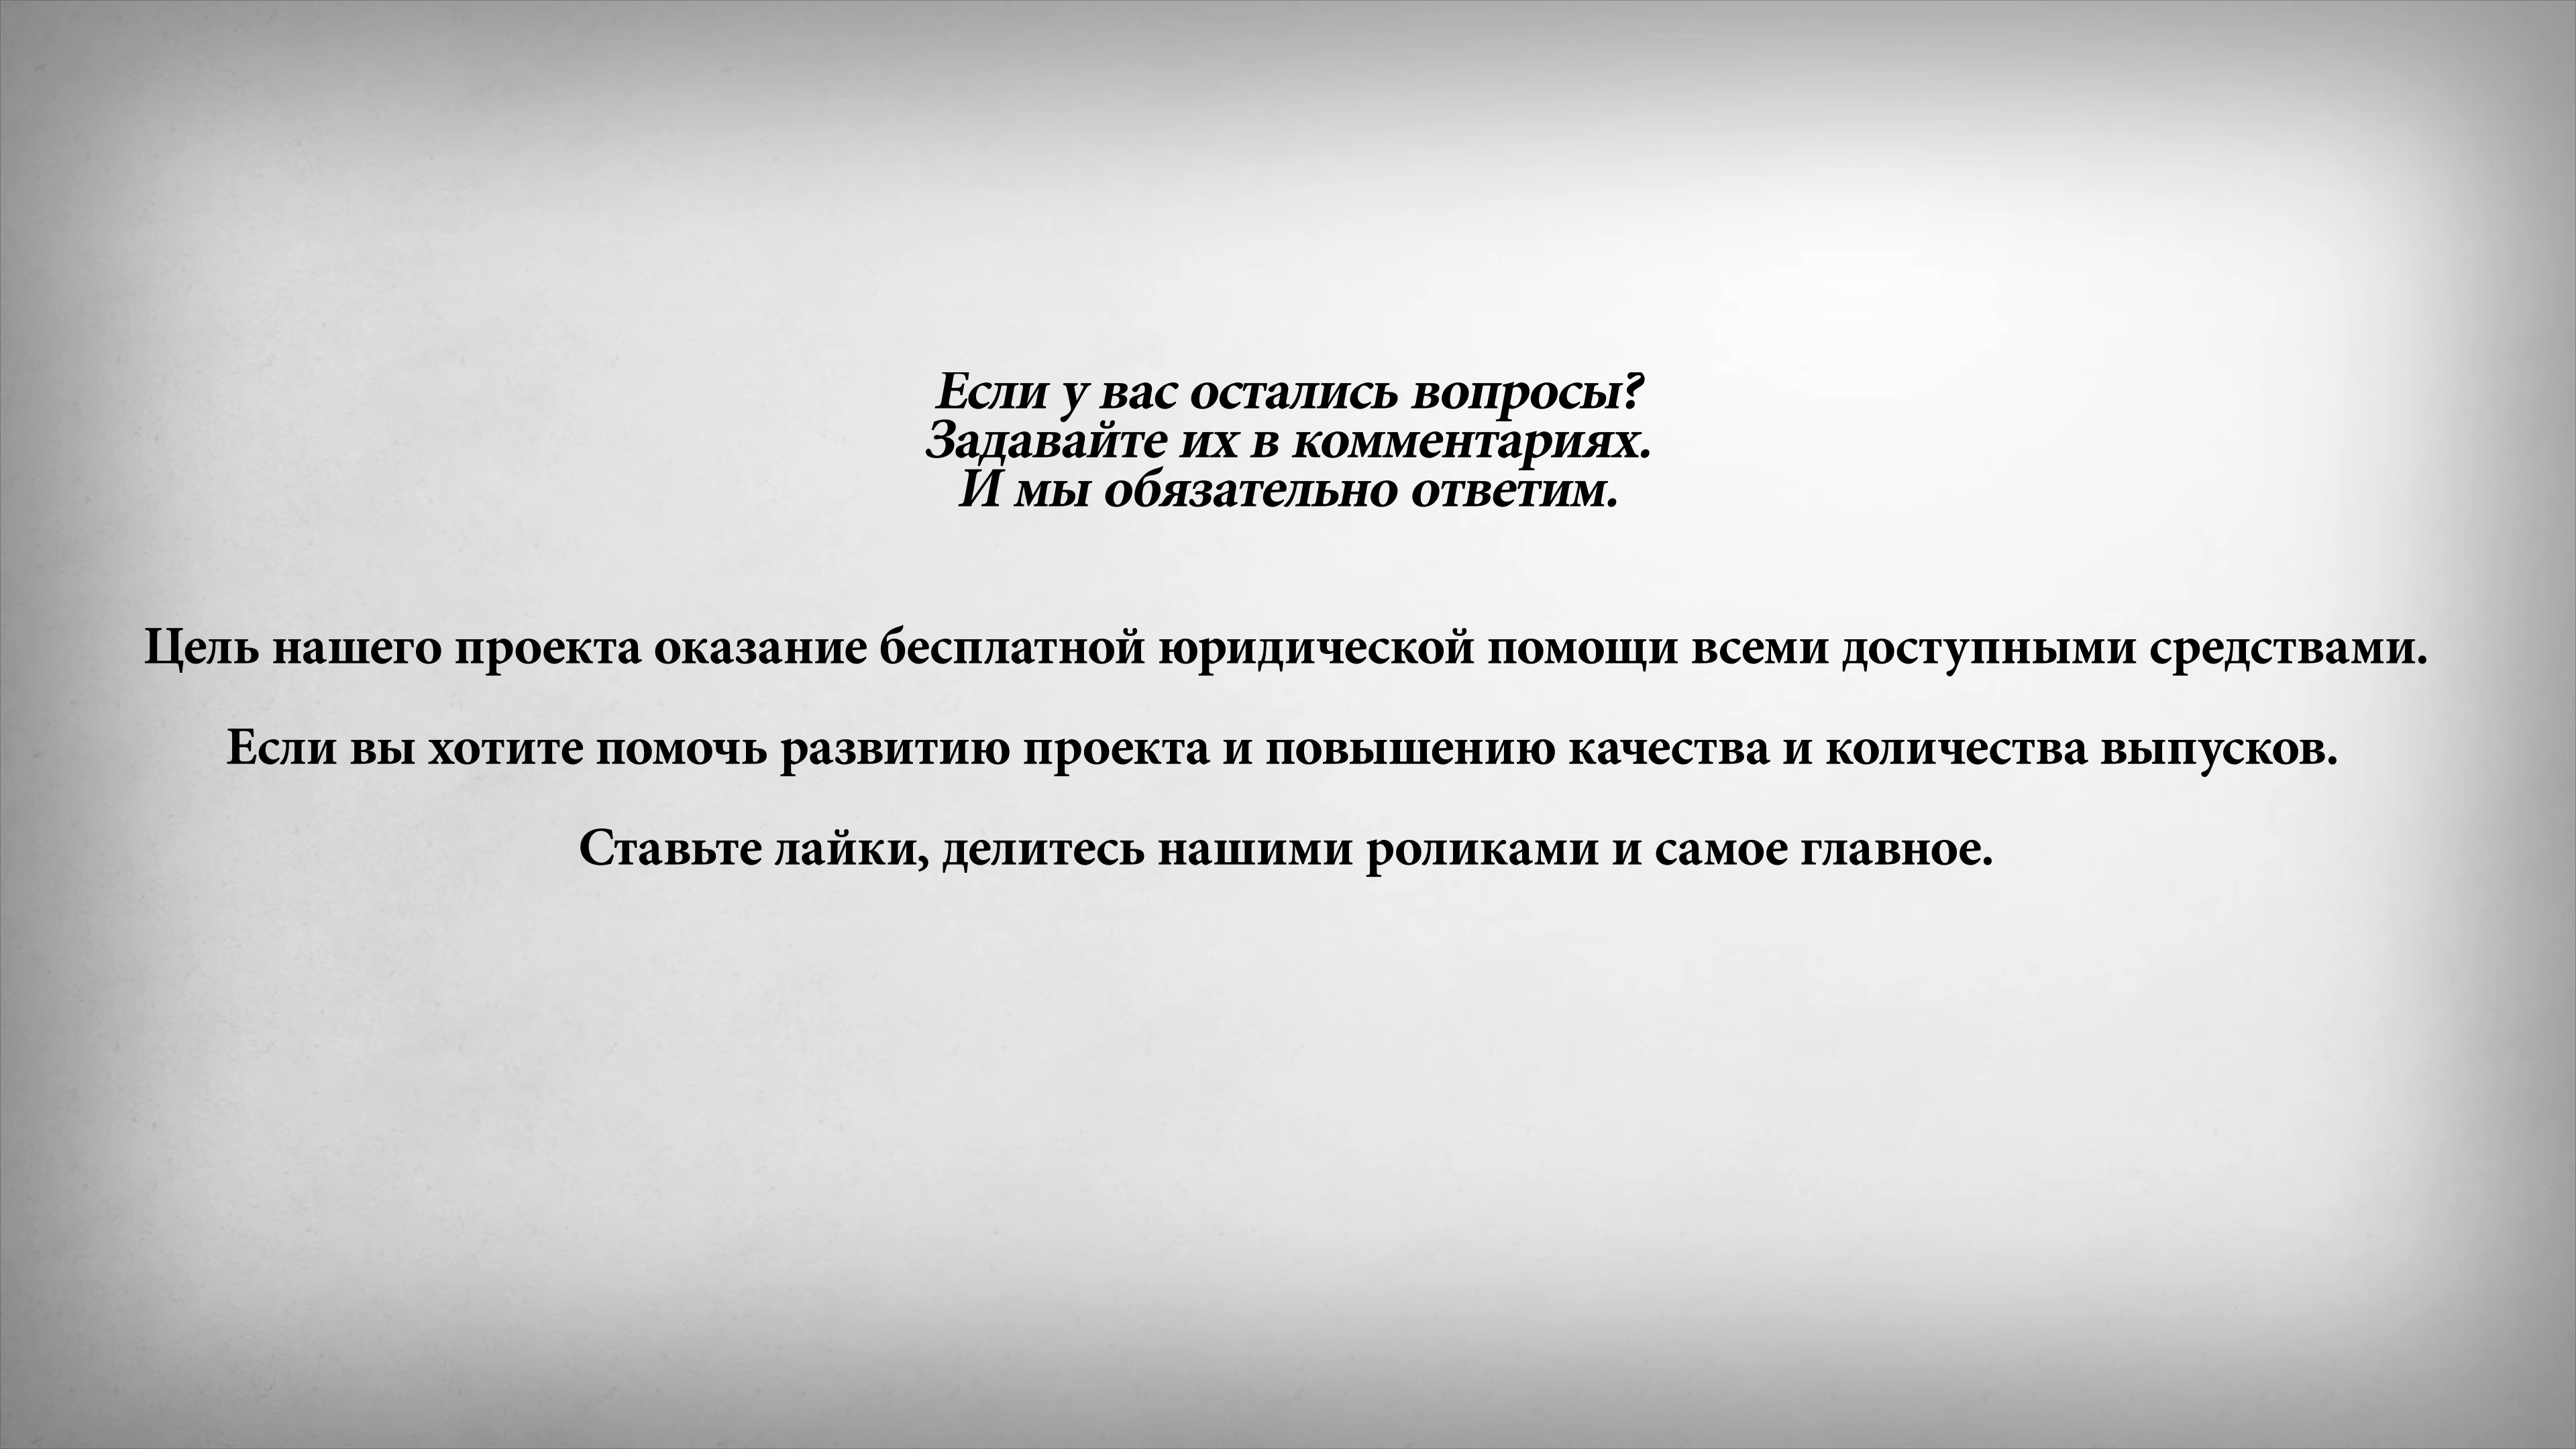 Если у вас остались вопросы?
Задавайте их в комментариях.
И мы обязательно ответим.
Цель нашего проекта оказание бесплатной юридической помощи всеми доступными средствами.
Если вы хотите помочь развитию проекта и повышению качества и количества выпусков.
Ставьте лайки, делитесь нашими роликами и самое главное.